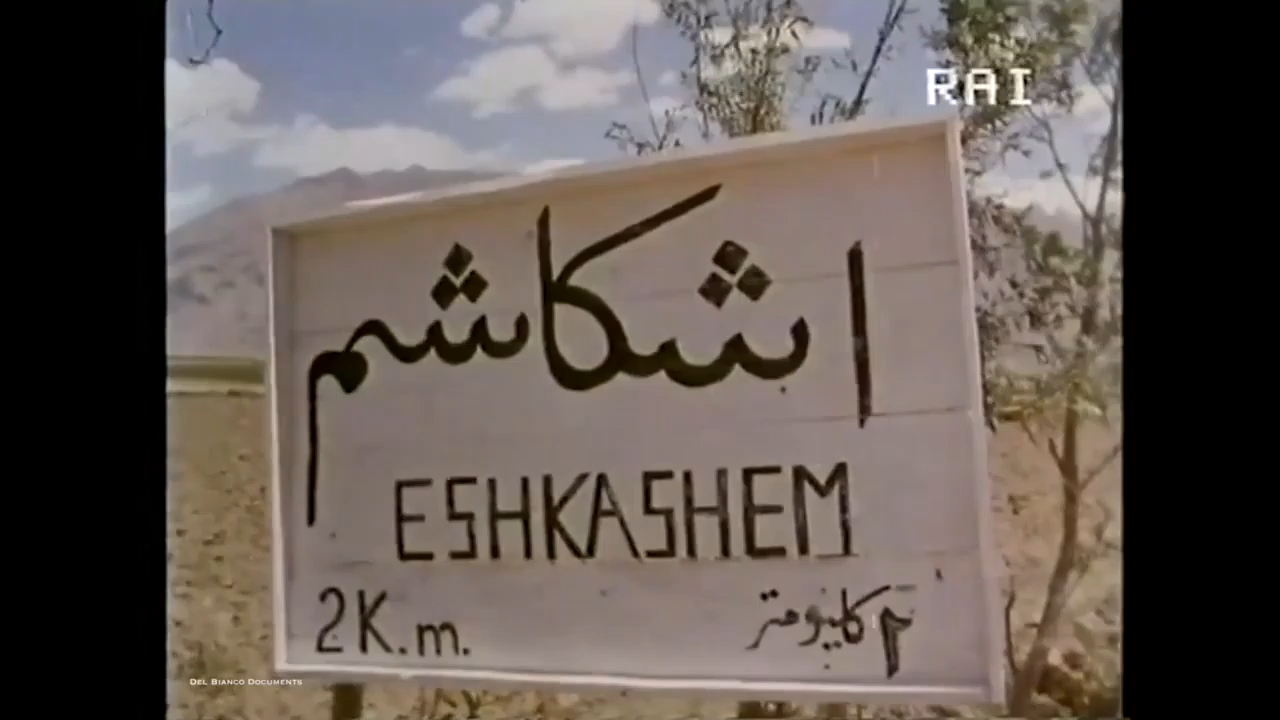 RAI
اشکاشم
ESHKASHEM
2K.m.
۲ کیلومتر
DEL BIANCO DOCUMENTS